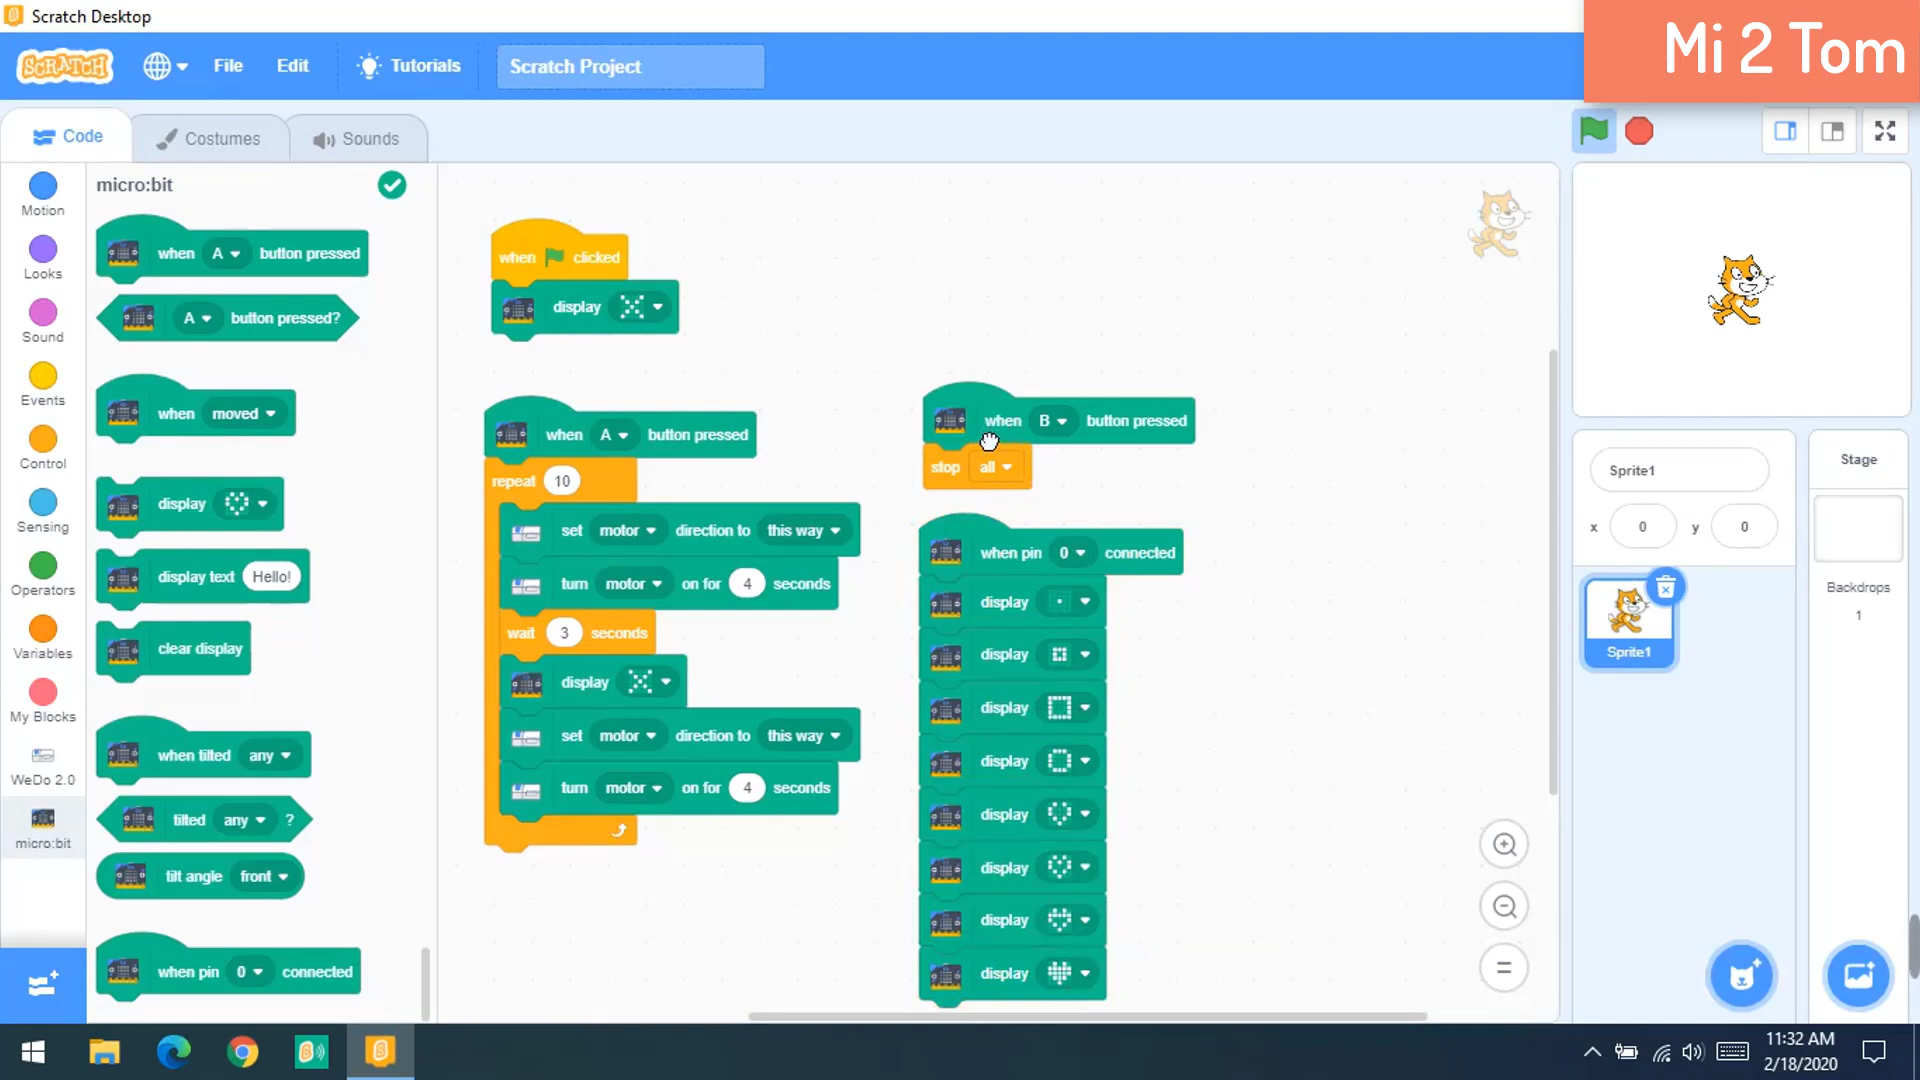 Scratch Desktop
Mi 2 Tom
SCRATCH
File
Edit
Tutorials
Scratch Project
Code
Costumes
Sounds
Motion
Looks
Sound
Events
Control
Sensing
Operators
Variables
My Blocks
WeDo 2.0
micro:bit
micro:bit
when A button pressed
A button pressed?
when moved
display
display text Hello!
clear display
when tilted any
tilted any ?
tilt angle front
when pin 0 connected
when clicked
display
when A button pressed
repeat 10
set motor direction to this way
turn motor on for 4 seconds
wait 3 seconds
display
set motor direction to this way
turn motor on for 4 seconds
when B button pressed
stop all
when pin 0 connected
display
display
display
display
display
display
display
display
Sprite1
x 0 y 0
Sprite1
Stage
Backdrops
1
11:32 AM
2/18/2020